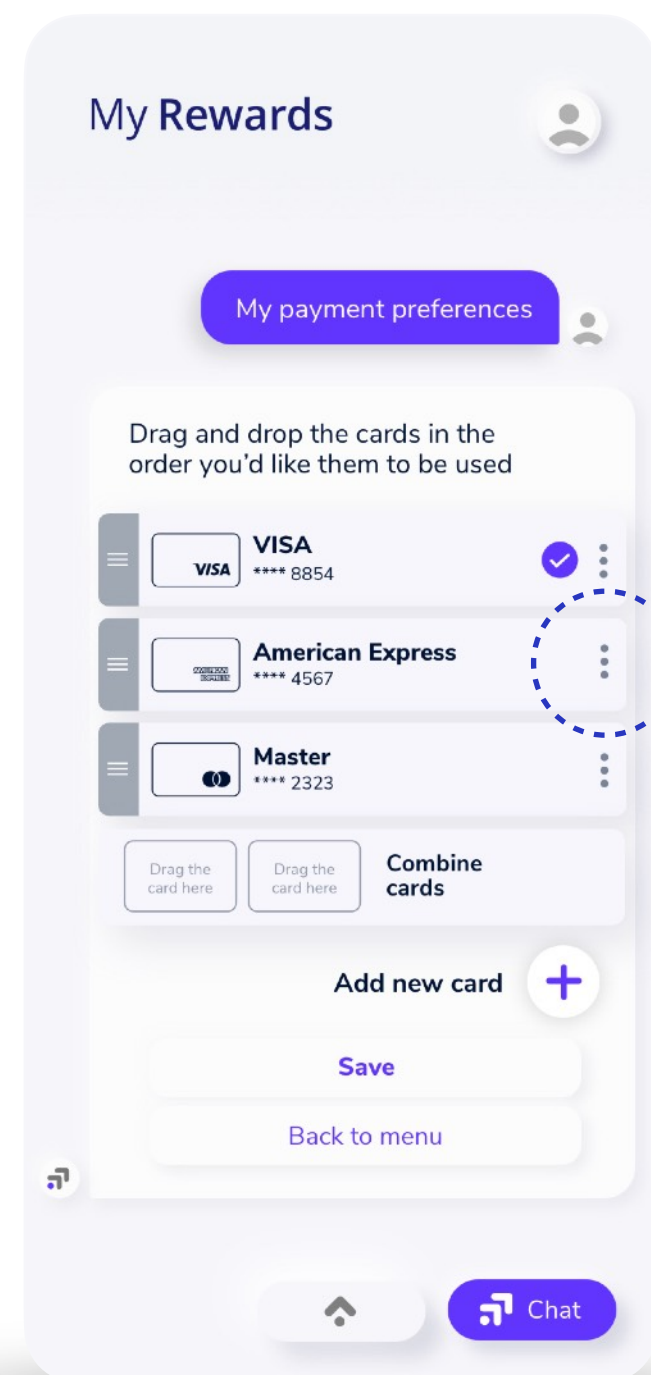 My Rewards
My payment preferences
Drag and drop the cards in the
order you’d like them to be used
VISA
VISA
**** 8854
AMERICAN
EXPRESS
American Express
**** 4567
Master
**** 2323
Drag the
card here
Drag the
card here
Combine
cards
Add new card
Save
Back to menu
Chat